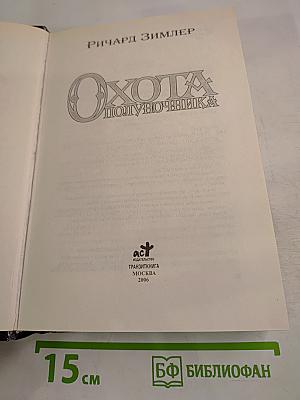 Ричард Зимлер
ОХОТА
ПОЛУНОЧНИКА
аст
ИЗДАТЕЛЬСТВО
ТРАНЗИТКНИГА
МОСКВА
2006
15 см
БФ БИБЛИОФАН